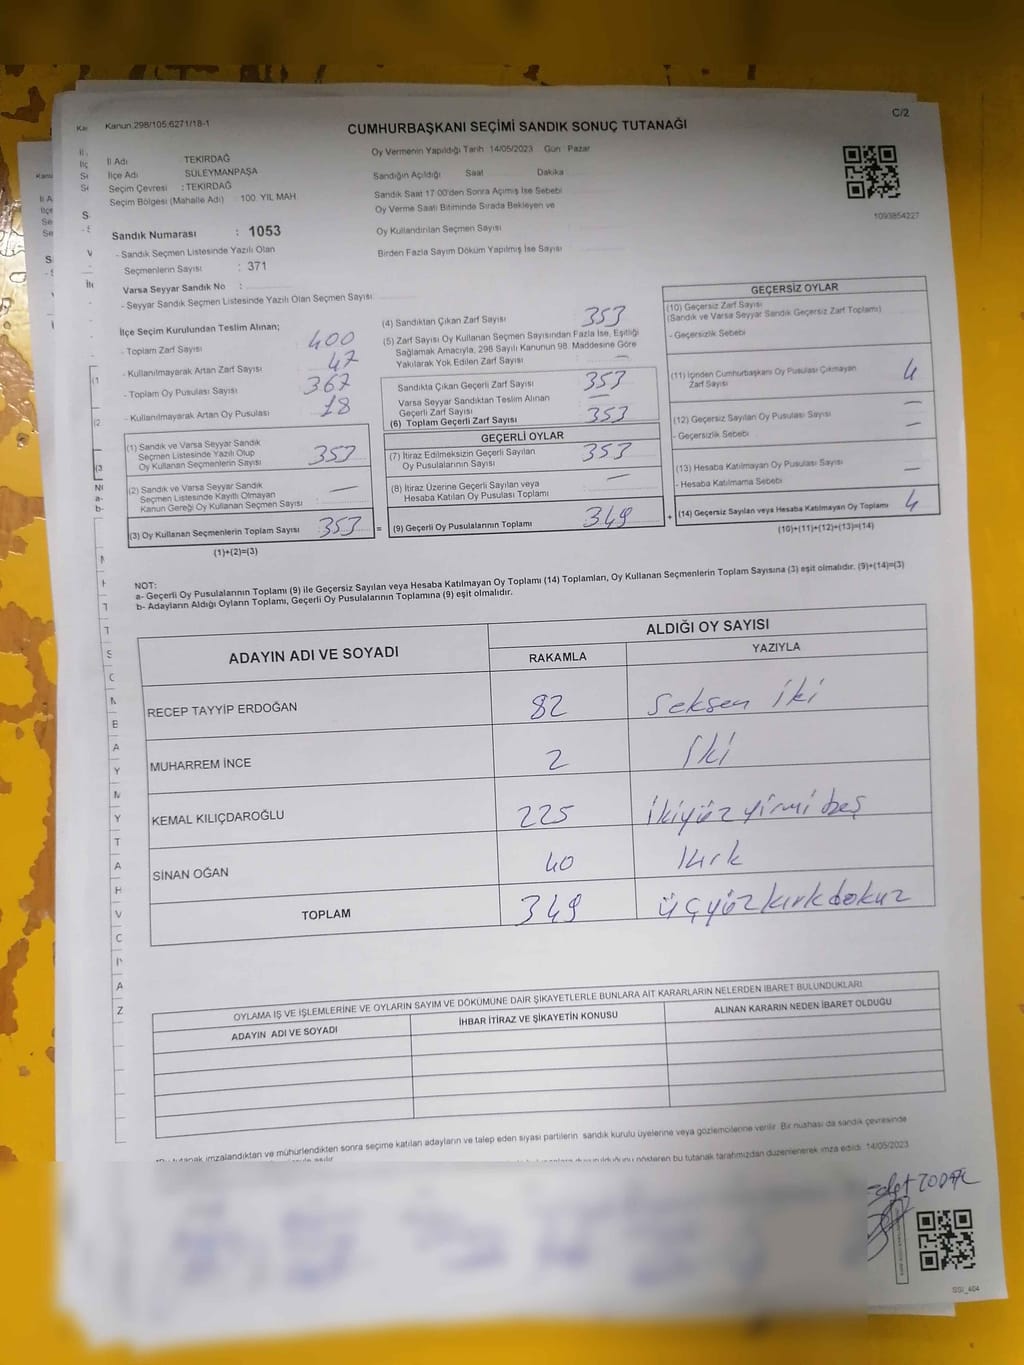 C/2
Kanun.298/105;6271/18-1
CUMHURBAŞKANI SEÇİMİ SANDIK SONUÇ TUTANAĞI
İl Adı TEKİRDAĞ
İlçe Adı SÜLEYMANPAŞA
Seçim Çevresi : TEKİRDAĞ
Seçim Bölgesi (Mahalle Adı) 100. YIL MAH
Oy Vermenin Yapıldığı Tarih 14/05/2023 Gün : Pazar
Sandığın Açıldığı Saat Dakika
Sandık Saat 17:00'den Sonra Açımış İse Sebebi
Oy Verme Saati Bitiminde Sırada Bekleyen ve
Oy Kullandırılan Seçmen Sayısı
Birden Fazla Sayım Döküm Yapılmış İse Sayısı
1093854227
Sandık Numarası : 1053
- Sandık Seçmen Listesinde Yazılı Olan
Seçmenlerin Sayısı : 371
Varsa Seyyar Sandık No :
- Seyyar Sandık Seçmen Listesinde Yazılı Olan Seçmen Sayısı
İlçe Seçim Kurulundan Teslim Alınan;
- Toplam Zarf Sayısı 400
- Kullanılmayarak Artan Zarf Sayısı 47
- Toplam Oy Pusulası Sayısı 367
- Kullanılmayarak Artan Oy Pusulası 18
(1) Sandık ve Varsa Seyyar Sandık
Seçmen Listesinde Yazılı Olup
Oy Kullanan Seçmenlerin Sayısı 353
(2) Sandık ve Varsa Seyyar Sandık
Seçmen Listesinde Kayıtlı Olmayan
Kanun Gereği Oy Kullanan Seçmen Sayısı —
(3) Oy Kullanan Seçmenlerin Toplam Sayısı 353 =
(1)+(2)=(3)
(4) Sandıktan Çıkan Zarf Sayısı 353
(5) Zarf Sayısı Oy Kullanan Seçmen Sayısından Fazla İse, Eşitliği
Sağlamak Amacıyla, 298 Sayılı Kanunun 98. Maddesine Göre
Yakılarak Yok Edilen Zarf Sayısı —
Sandıkta Çıkan Geçerli Zarf Sayısı 353
Varsa Seyyar Sandıktan Teslim Alınan
Geçerli Zarf Sayısı —
(6) Toplam Geçerli Zarf Sayısı 353
GEÇERLİ OYLAR
(7) İtiraz Edilmeksizin Geçerli Sayılan
Oy Pusulalarının Sayısı 353
(8) İtiraz Üzerine Geçerli Sayılan veya
Hesaba Katılan Oy Pusulası Toplamı —
(9) Geçerli Oy Pusulalarının Toplamı 349 +
GEÇERSİZ OYLAR
(10) Geçersiz Zarf Sayısı
(Sandık ve Varsa Seyyar Sandık Geçersiz Zarf Toplamı)
- Geçersizlik Sebebi
(11) İçinden Cumhurbaşkanı Oy Pusulası Çıkmayan
Zarf Sayısı 4
(12) Geçersiz Sayılan Oy Pusulası Sayısı —
- Geçersizlik Sebebi —
(13) Hesaba Katılmayan Oy Pusulası Sayısı —
- Hesaba Katılmama Sebebi —
(14) Geçersiz Sayılan veya Hesaba Katılmayan Oy Toplamı 4
(10)+(11)+(12)+(13)=(14)
NOT:
a- Geçerli Oy Pusulalarının Toplamı (9) ile Geçersiz Sayılan veya Hesaba Katılmayan Oy Toplamı (14) Toplamları, Oy Kullanan Seçmenlerin Toplam Sayısına (3) eşit olmalıdır. (9)+(14)=(3)
b- Adayların Aldığı Oyların Toplamı, Geçerli Oy Pusulalarının Toplamına (9) eşit olmalıdır.
ADAYIN ADI VE SOYADI
ALDIĞI OY SAYISI
RAKAMLA YAZIYLA
RECEP TAYYİP ERDOĞAN 82 Seksen iki
MUHARREM İNCE 2 İki
KEMAL KILIÇDAROĞLU 225 İkiyüz yirmi beş
SİNAN OĞAN 40 Kırk
TOPLAM 349 üçyüz kırk dokuz
OYLAMA İŞ VE İŞLEMLERİNE VE OYLARIN SAYIM VE DÖKÜMÜNE DAİR ŞİKAYETLERLE BUNLARA AİT KARARLARIN NELERDEN İBARET BULUNDUKLARI
ADAYIN ADI VE SOYADI İHBAR İTİRAZ VE ŞİKAYETİN KONUSU ALINAN KARARIN NEDEN İBARET OLDUĞU
tutanak imzalandıktan ve mühürlendikten sonra seçime katılan adayların ve talep eden siyasi partilerin sandık kurulu üyelerine veya gözlemcilerine verilir. Bir nüshası da sandık çevresinde
gösteren bu tutanak tarafımızdan düzenlenerek imza edildi. 14/05/2023
SSI_404